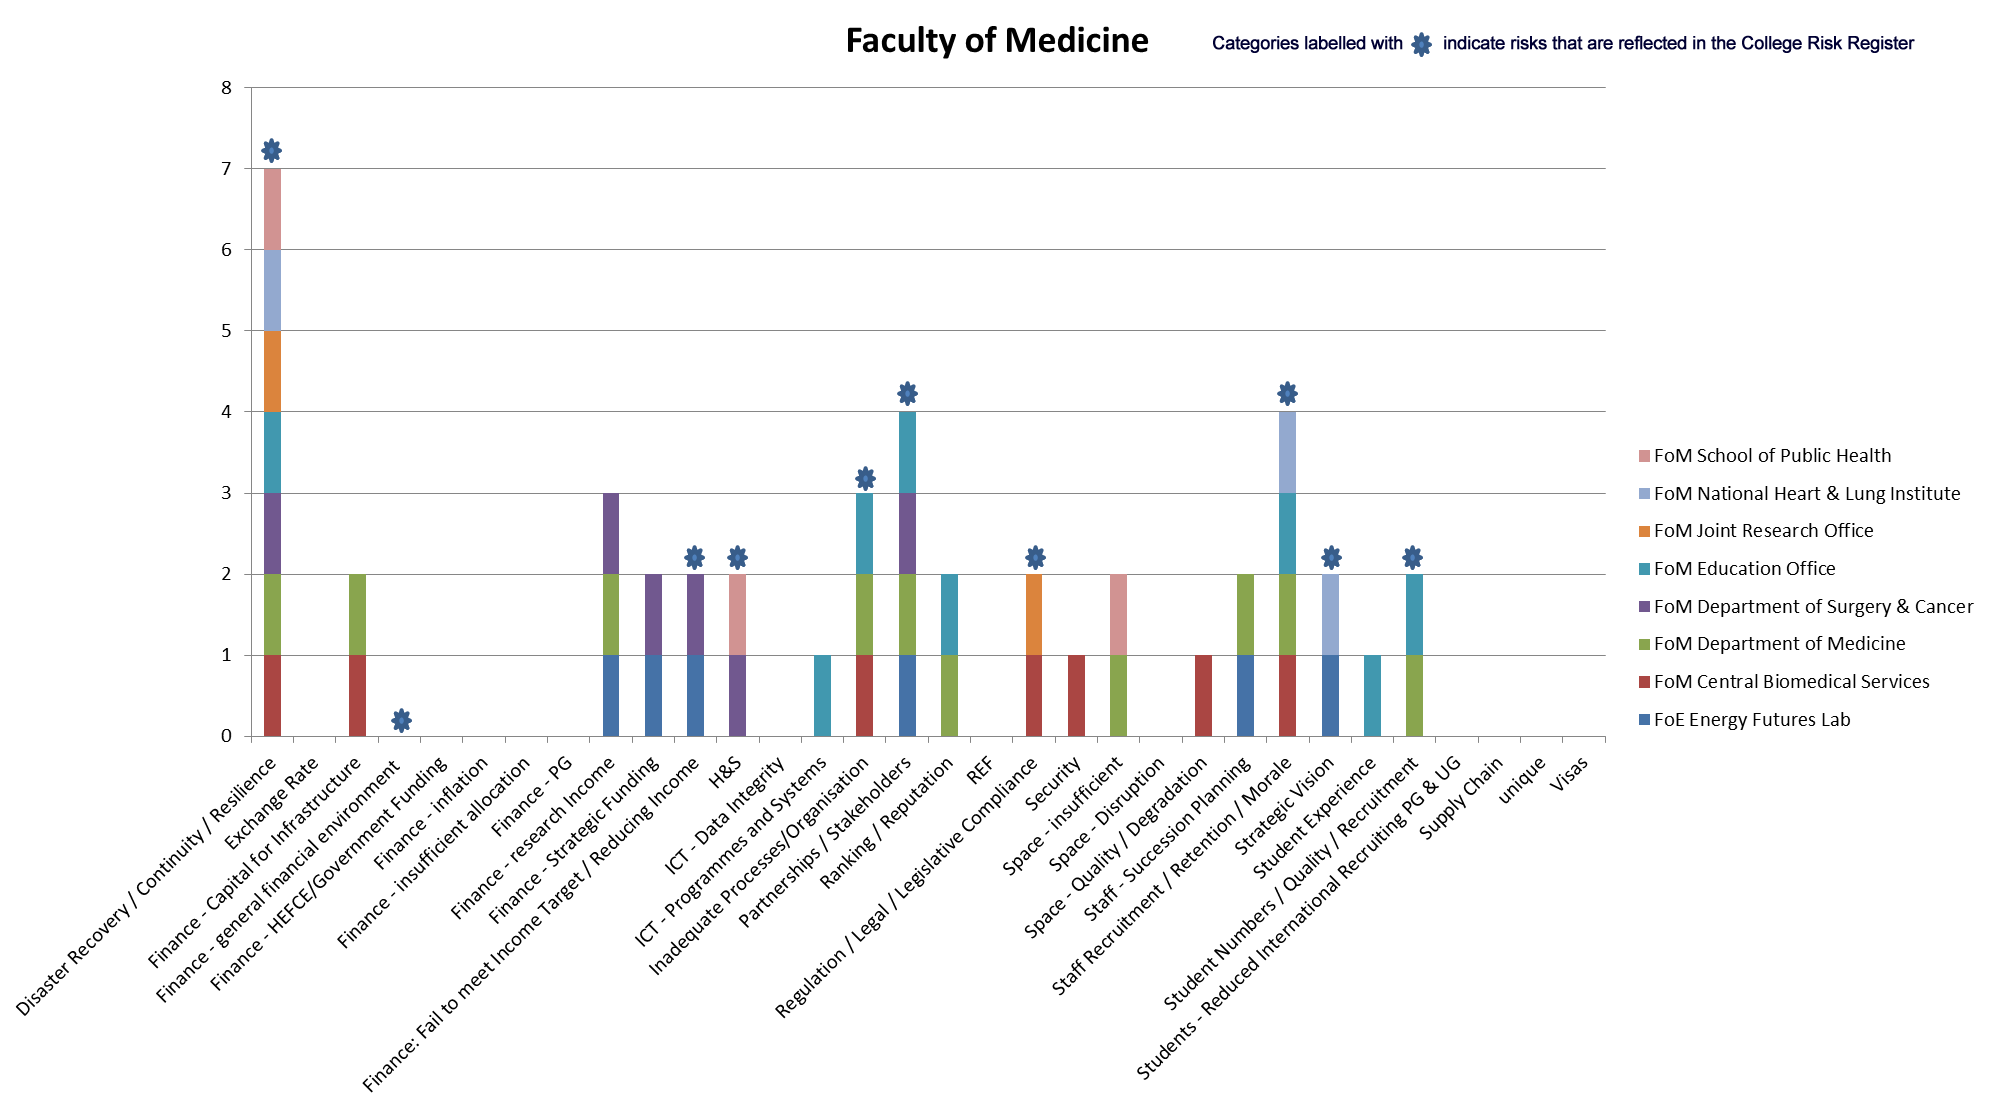 Faculty of Medicine
Categories labelled with indicate risks that are reflected in the College Risk Register
8
7
6
5
4
3
2
1
0
Disaster Recovery / Continuity / Resilience
Exchange Rate
Finance - Capital for Infrastructure
Finance - general financial environment
Finance - HEFCE/Government Funding
Finance - inflation
Finance - insufficient allocation
Finance - PG
Finance - research Income
Finance - Strategic Funding
Finance: Fail to meet Income Target / Reducing Income
H&S
ICT - Data Integrity
ICT - Programmes and Systems
Inadequate Processes/Organisation
Partnerships / Stakeholders
Ranking / Reputation
REF
Regulation / Legal / Legislative Compliance
Security
Space - insufficient
Space - Disruption
Space - Quality / Degradation
Staff - Succession Planning
Staff Recruitment / Retention / Morale
Strategic Vision
Student Experience
Student Numbers / Quality / Recruitment
Students - Reduced International Recruiting PG & UG
Supply Chain
unique
Visas
FoM School of Public Health
FoM National Heart & Lung Institute
FoM Joint Research Office
FoM Education Office
FoM Department of Surgery & Cancer
FoM Department of Medicine
FoM Central Biomedical Services
FoE Energy Futures Lab